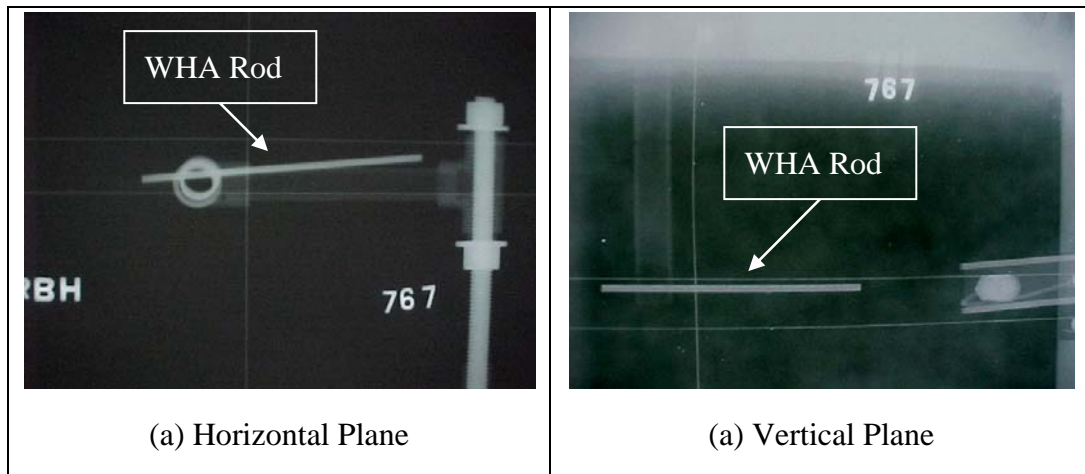 WHA Rod
RBH
767
(a) Horizontal Plane
767
WHA Rod
(a) Vertical Plane